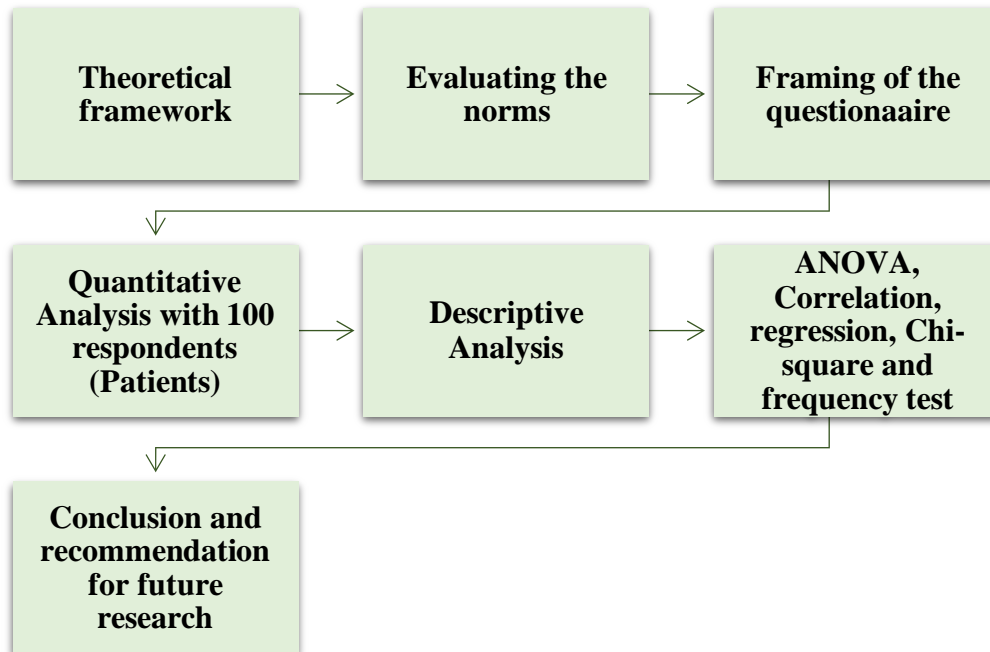 Theoretical
framework
Evaluating the
norms
Framing of the
questionaaire
Quantitative
Analysis with 100
respondents
(Patients)
Descriptive
Analysis
ANOVA,
Correlation,
regression, Chi-
square and
frequency test
Conclusion and
recommendation
for future
research